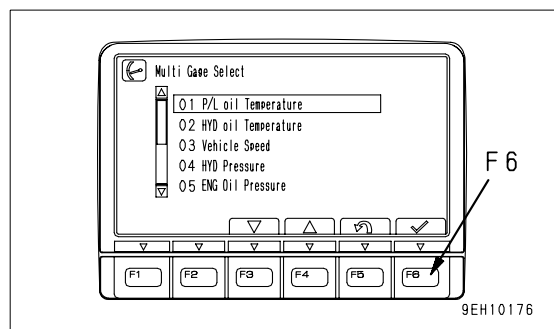 Multi Gage Select
01 P/L oil Temperature
02 HYD oil Temperature
03 Vehicle Speed
04 HYD Pressure
05 ENG Oil Pressure
F6
F1 F2 F3 F4 F5 F6
9EH10176